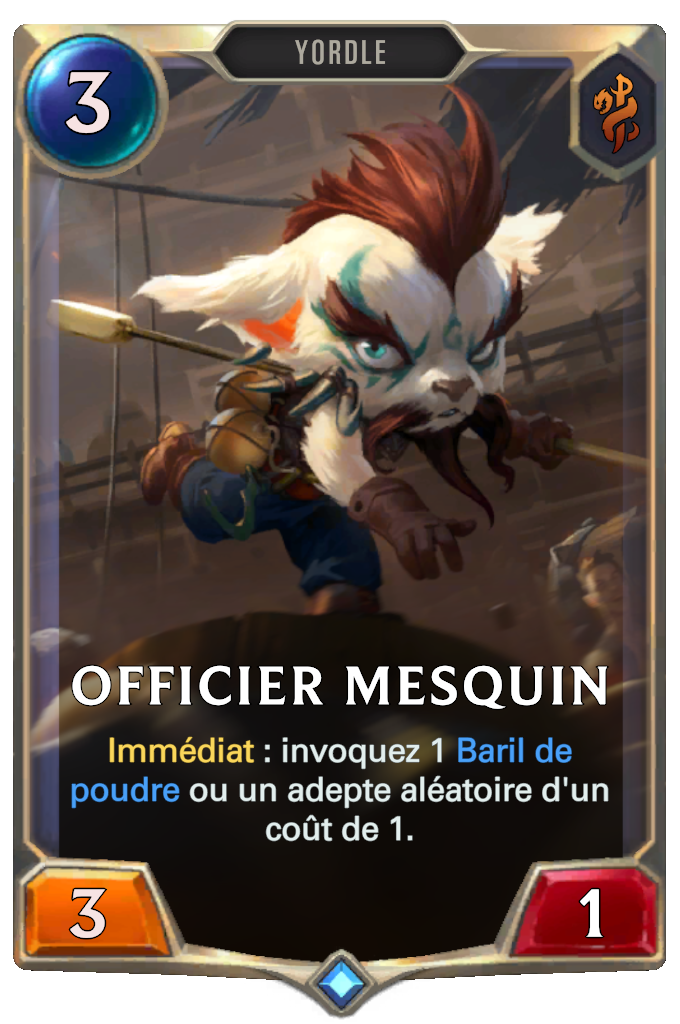 YORDLE
3
OFFICIER MESQUIN
Immédiat : invoquez 1 Baril de
poudre ou un adepte aléatoire d'un
coût de 1.
3
1